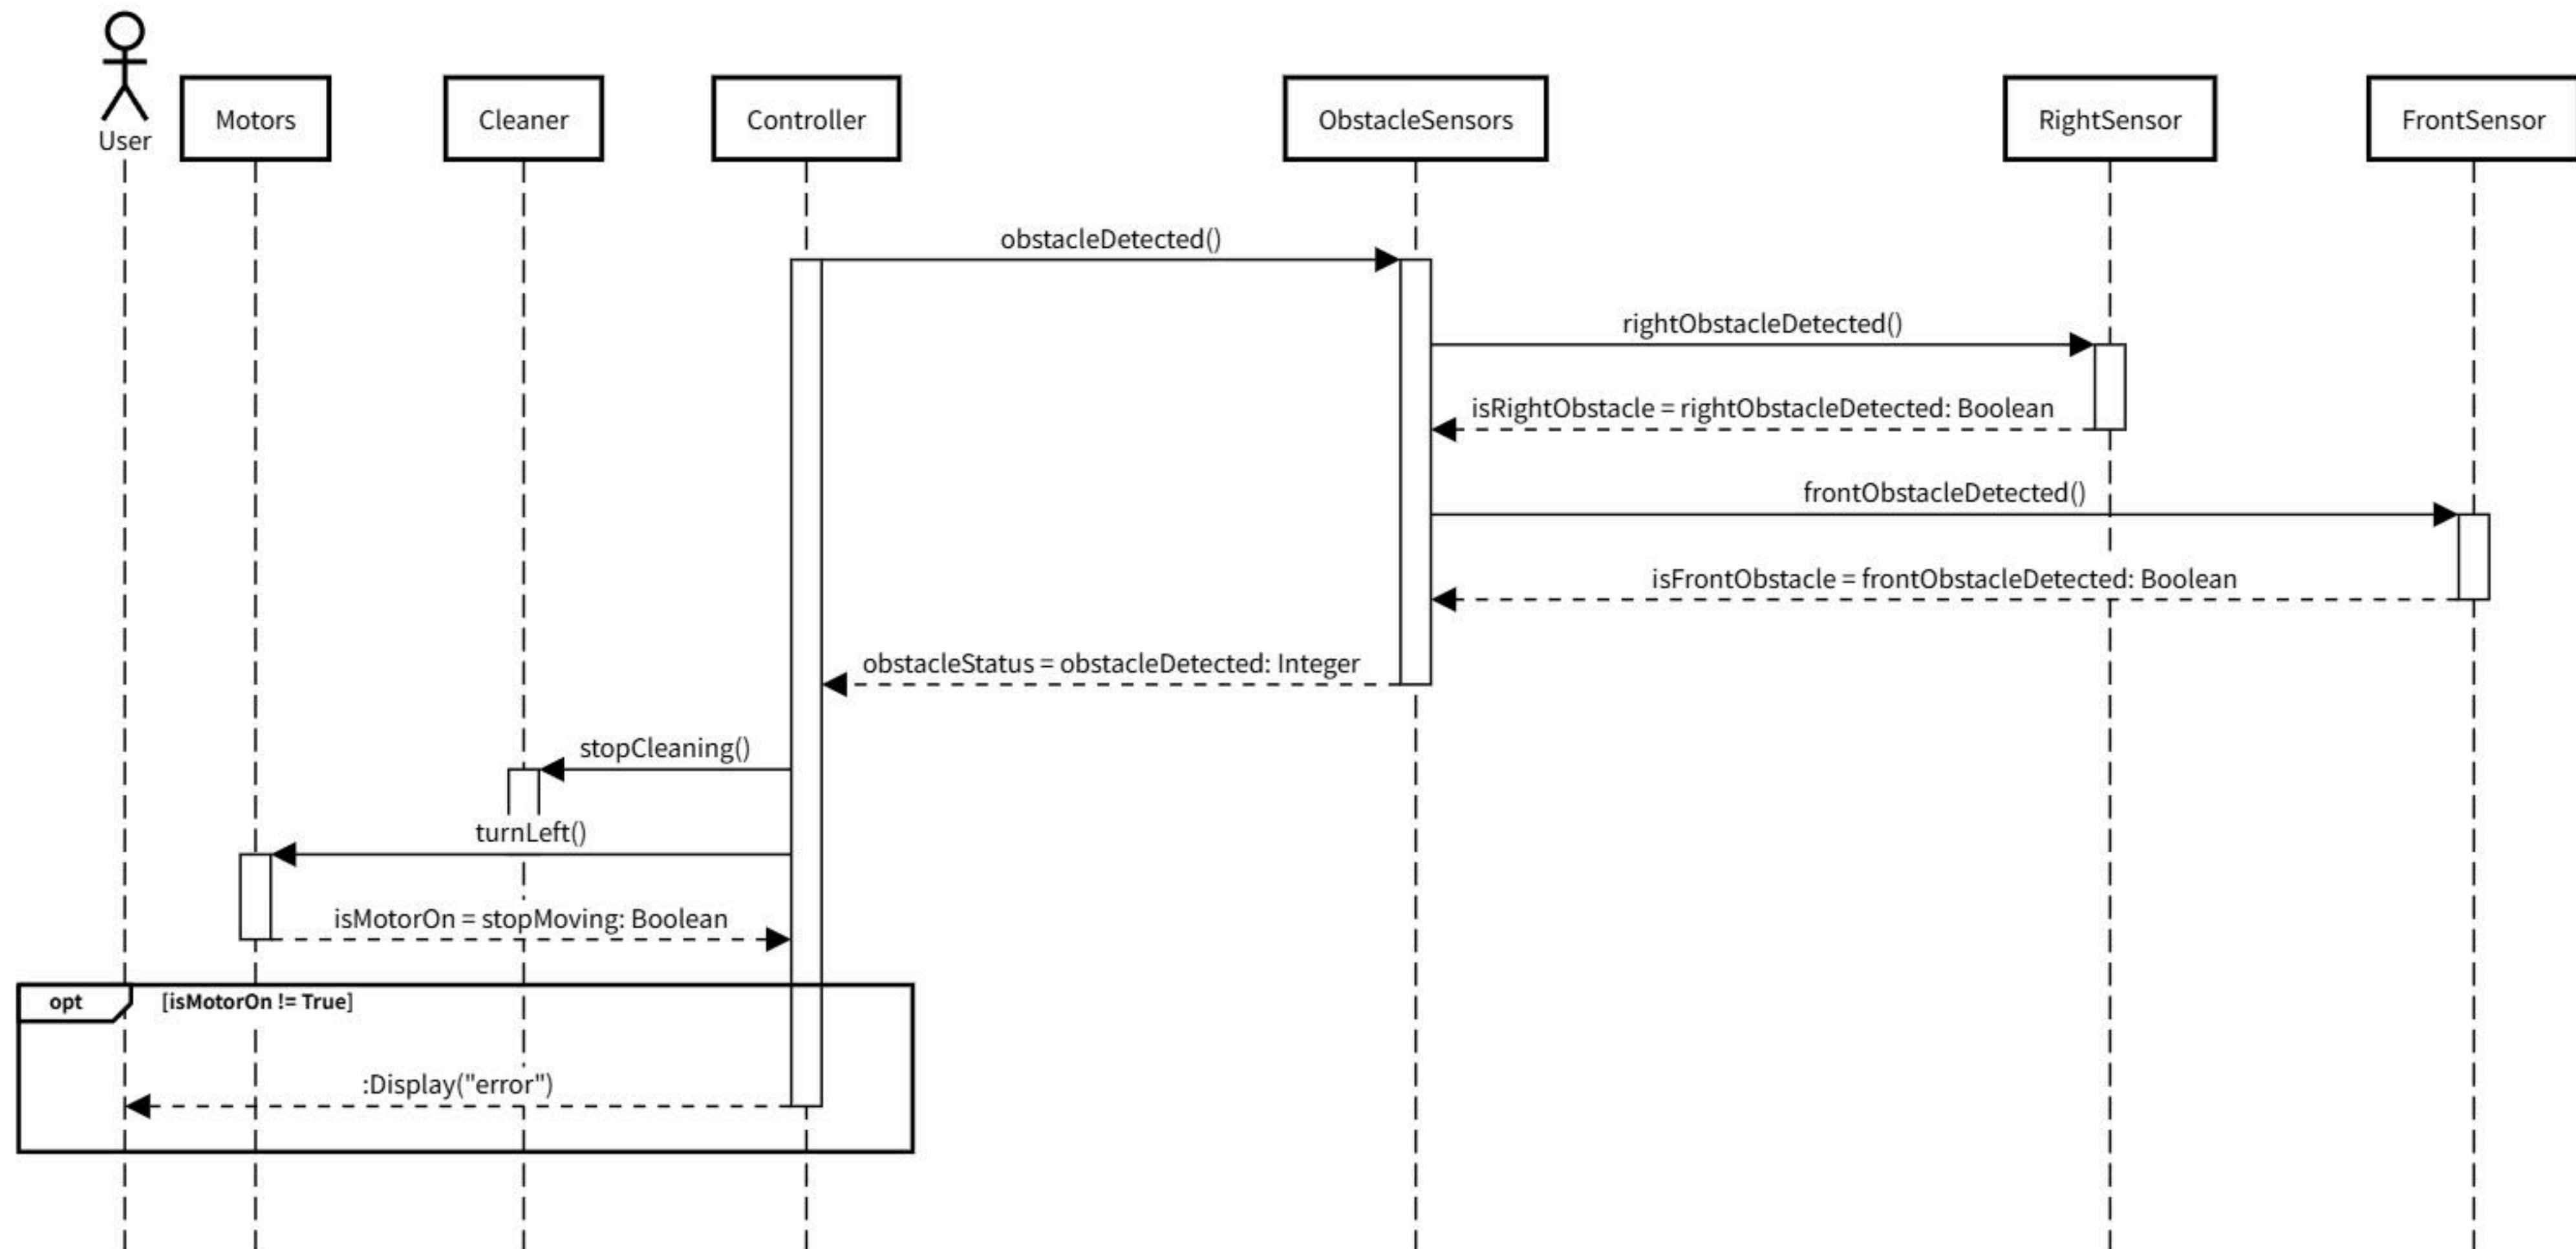 User
Motors
Cleaner
Controller
ObstacleSensors
RightSensor
FrontSensor
obstacleDetected()
rightObstacleDetected()
isRightObstacle = rightObstacleDetected: Boolean
frontObstacleDetected()
isFrontObstacle = frontObstacleDetected: Boolean
obstacleStatus = obstacleDetected: Integer
stopCleaning()
turnLeft()
isMotorOn = stopMoving: Boolean
opt
[isMotorOn != True]
:Display("error")